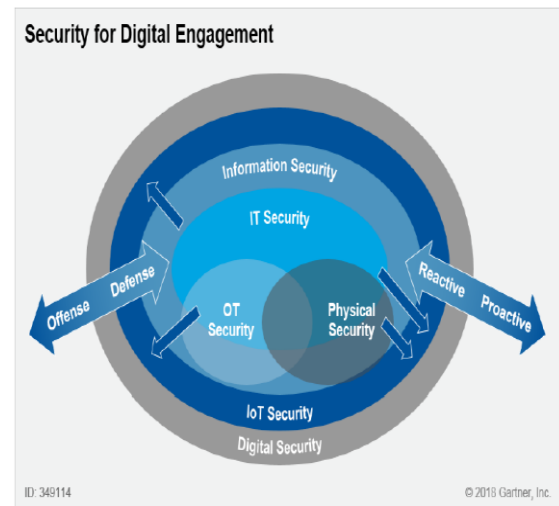 Security for Digital Engagement
Information Security
IT Security
Offense Defense
Reactive Proactive
OT
Security
Physical
Security
IoT Security
Digital Security
ID: 349114
© 2018 Gartner, Inc.